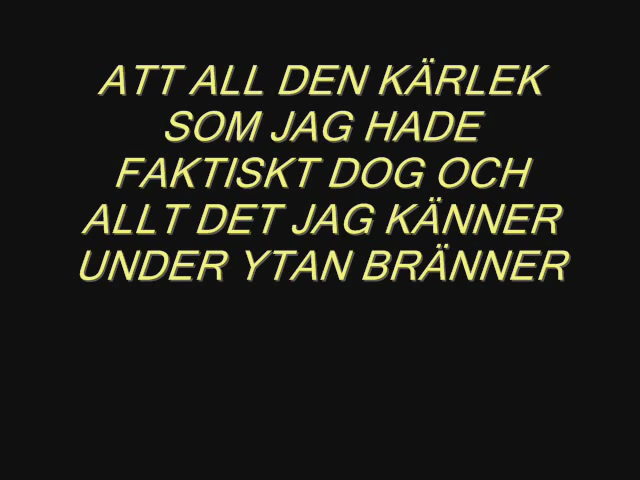 ATT ALL DEN KÄRLEK
SOM JAG HADE
FAKTISKT DOG OCH
ALLT DET JAG KÄNNER
UNDER YTAN BRÄNNER